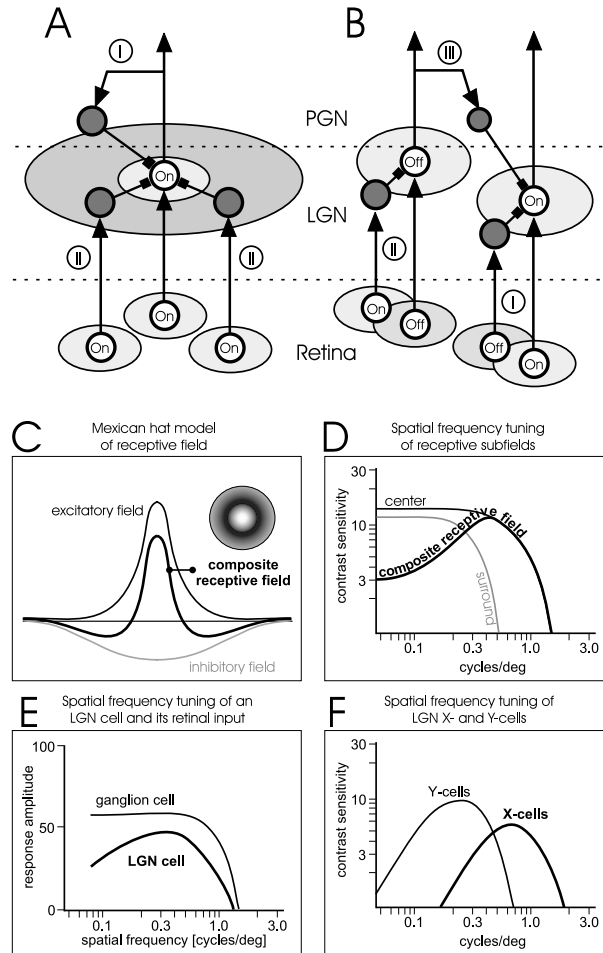 A
B
I
III
PGN
On
Off
LGN
On
II
II
II
I
On
On
On
Retina
On
Off
Off
On
C
Mexican hat model
of receptive field
excitatory field
composite
receptive field
inhibitory field
D
Spatial frequency tuning
of receptive subfields
contrast sensitivity
30
10
3
center
composite receptive field
surround
0.1
0.3
1.0
3.0
cycles/deg
E
Spatial frequency tuning of an
LGN cell and its retinal input
response amplitude
100
50
0
ganglion cell
LGN cell
0.1
0.3
1.0
3.0
spatial frequency [cycles/deg]
F
Spatial frequency tuning of
LGN X- and Y-cells
contrast sensitivity
30
10
3
Y-cells
X-cells
0.1
0.3
1.0
3.0
cycles/deg